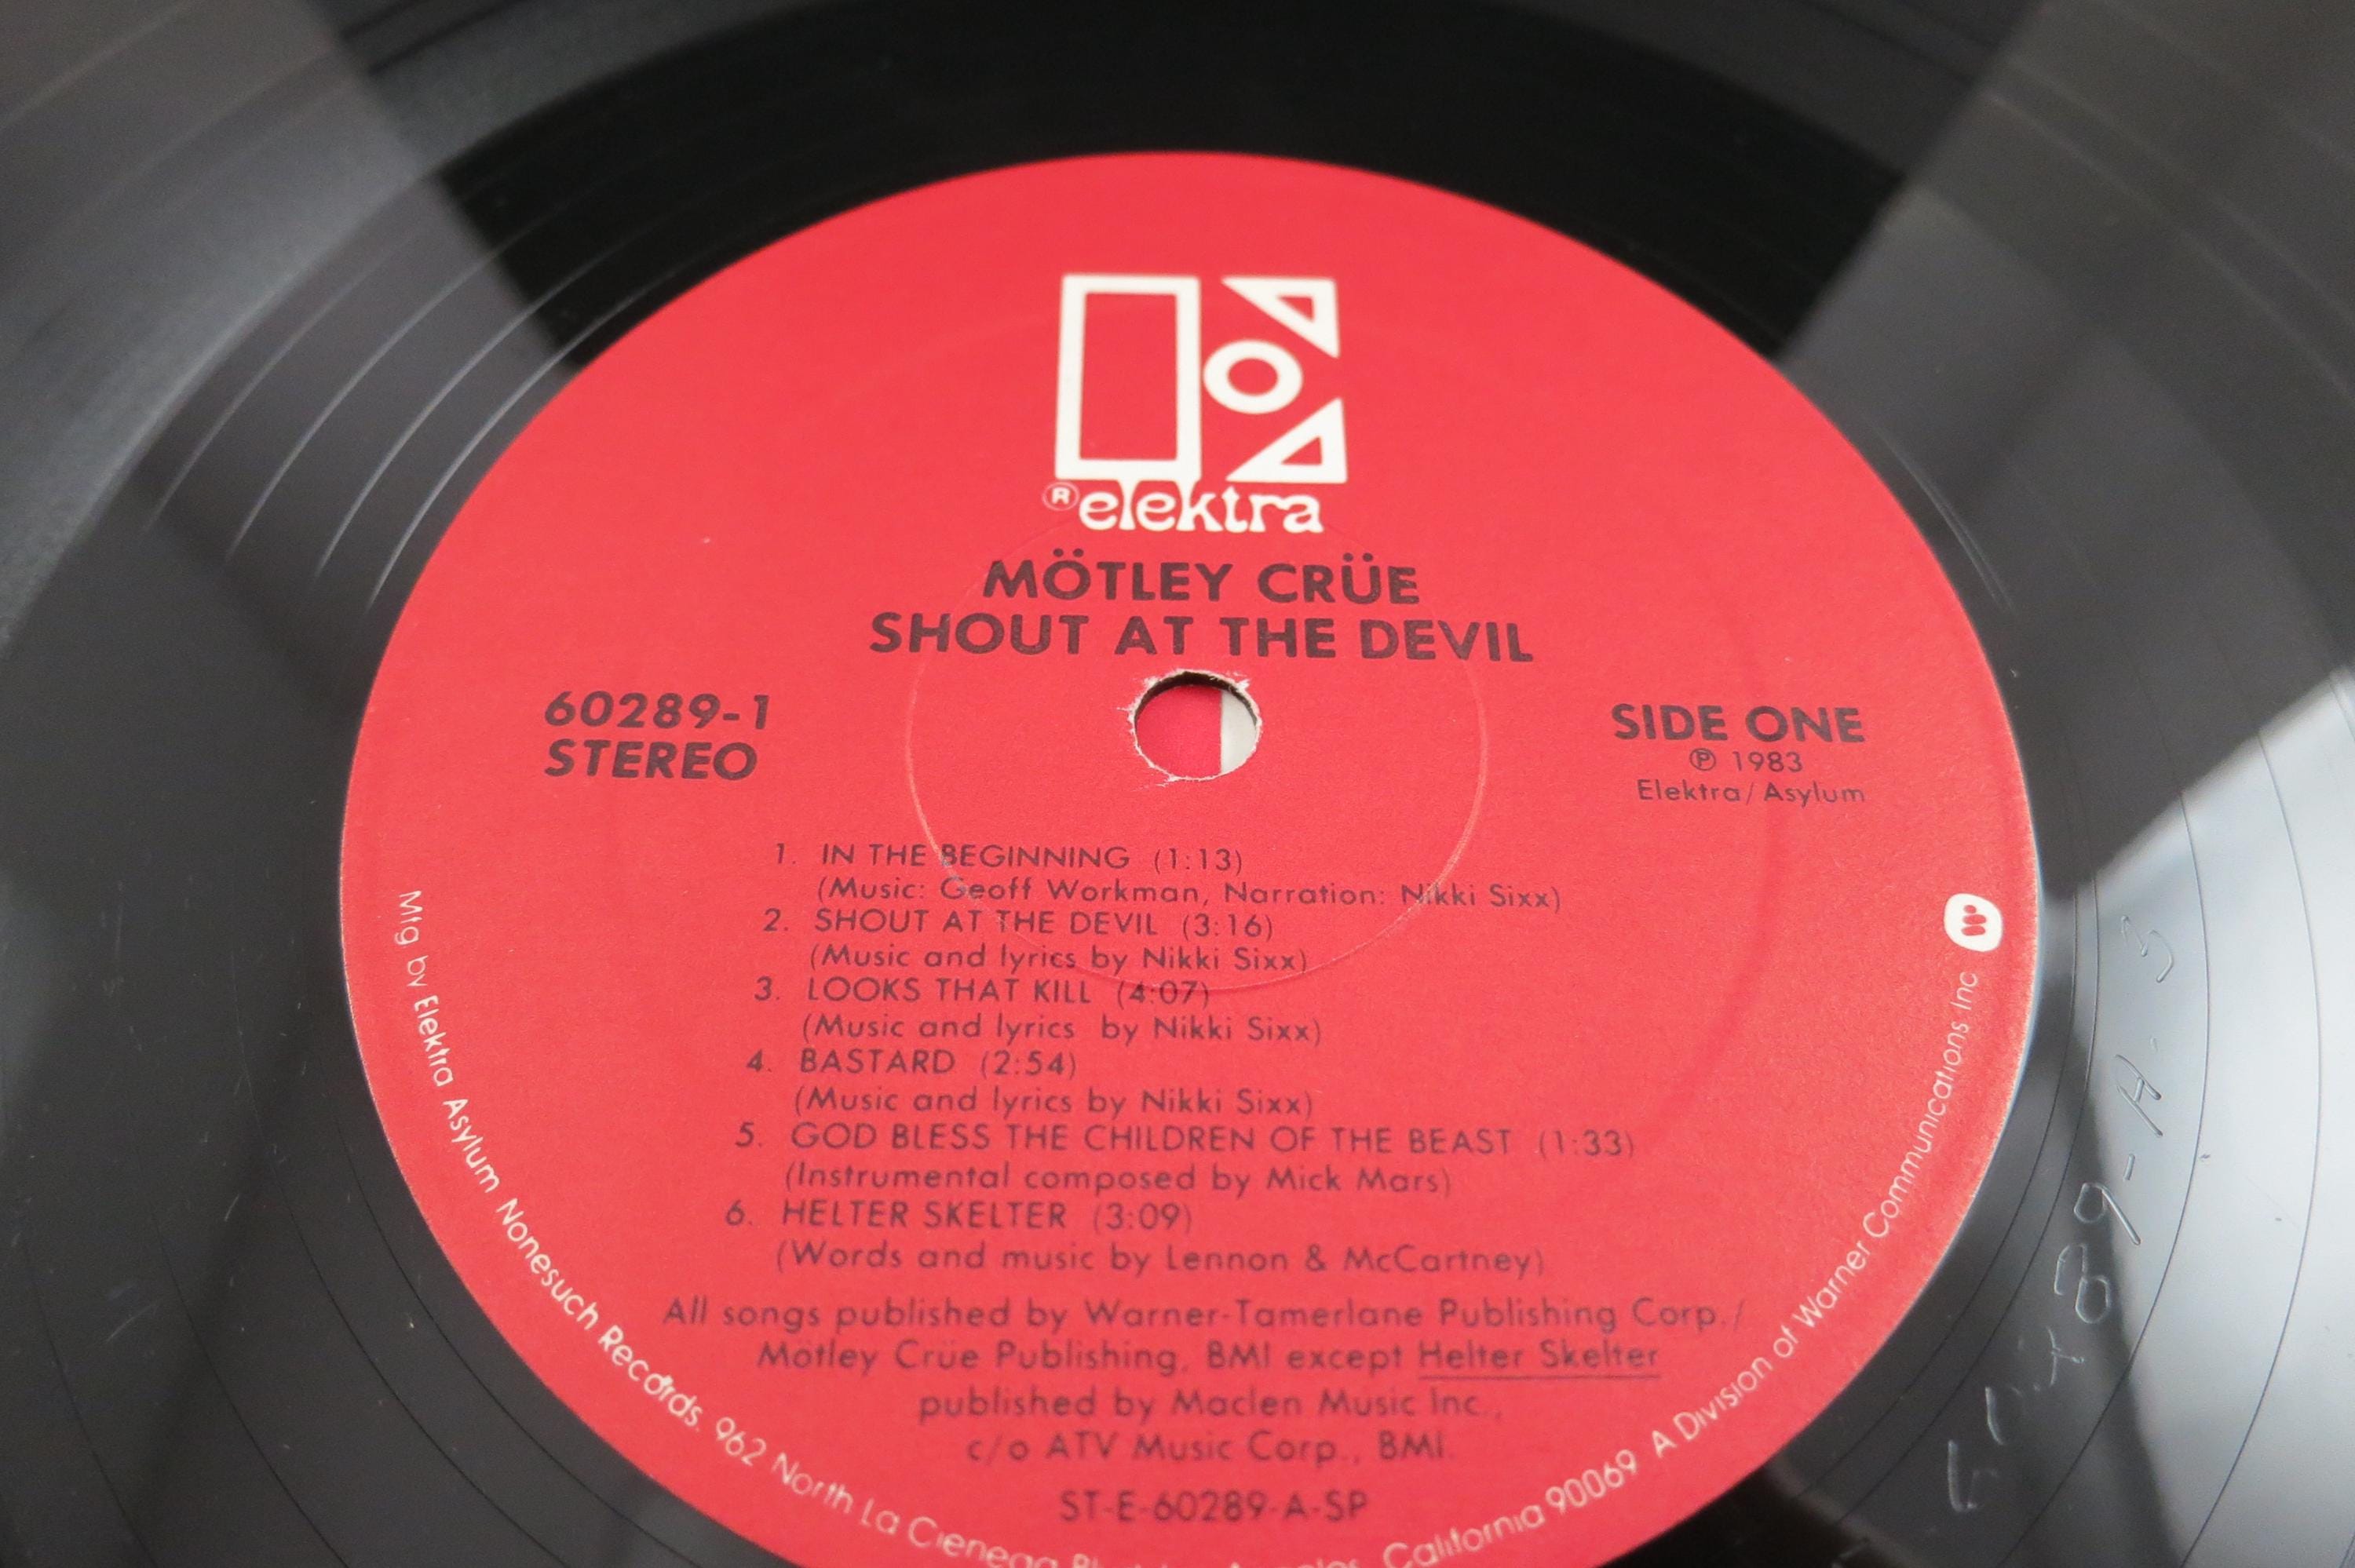 ® elektra
MÖTLEY CRÜE
SHOUT AT THE DEVIL
60289-1
STEREO
SIDE ONE
℗ 1983
Elektra/Asylum
1. IN THE BEGINNING (1:13)
(Music: Geoff Workman, Narration: Nikki Sixx)
2. SHOUT AT THE DEVIL (3:16)
(Music and lyrics by Nikki Sixx)
3. LOOKS THAT KILL (4:07)
(Music and lyrics by Nikki Sixx)
4. BASTARD (2:54)
(Music and lyrics by Nikki Sixx)
5. GOD BLESS THE CHILDREN OF THE BEAST (1:33)
(Instrumental composed by Mick Mars)
6. HELTER SKELTER (3:09)
(Words and music by Lennon & McCartney)
All songs published by Warner-Tamerlane Publishing Corp./
Mötley Crüe Publishing, BMI except Helter Skelter
published by Maclen Music Inc.,
c/o ATV Music Corp., BMI.
ST-E-60289-A-SP
Mfg by Elektra Asylum Nonesuch Records. 962 North La Cienega California 90069 A Division of Warner Communications Inc
89-A-3